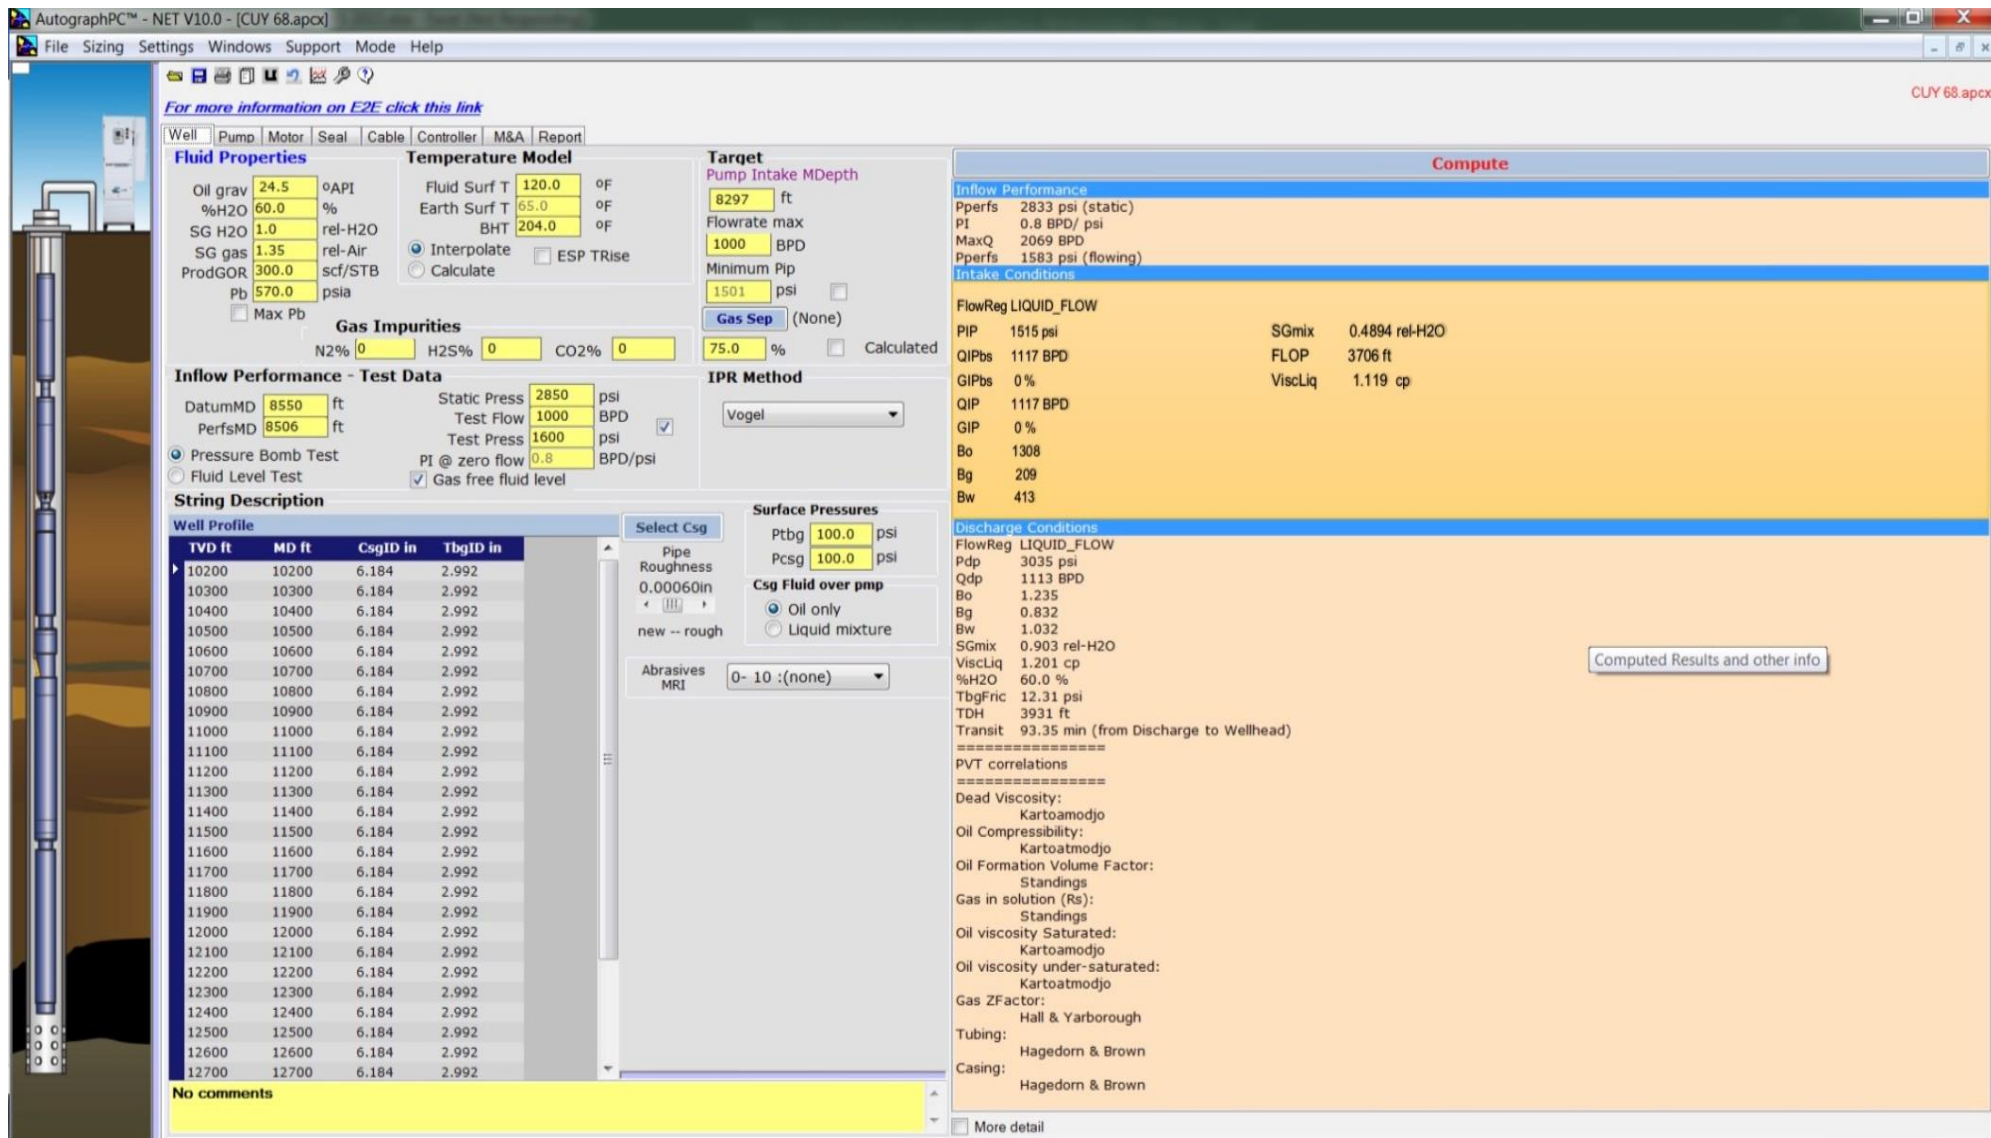 AutographPC™ - NET V10.0 - [CUY 68.apcx]
File Sizing Settings Windows Support Mode Help
For more information on E2E click this link
CUY 68.apcx
Well Pump Motor Seal Cable Controller M&A Report
Fluid Properties
Oil grav 24.5 ºAPI
%H2O 60.0 %
SG H2O 1.0 rel-H2O
SG gas 1.35 rel-Air
ProdGOR 300.0 scf/STB
Pb 570.0 psia
Max Pb
Temperature Model
Fluid Surf T 120.0 ºF
Earth Surf T 65.0 ºF
BHT 204.0 ºF
Interpolate ESP TRise
Calculate
Gas Impurities
N2% 0 H2S% 0 CO2% 0
Target
Pump Intake MDepth
8297 ft
Flowrate max
1000 BPD
Minimum Pip
1501 psi
Gas Sep (None)
75.0 % Calculated
Inflow Performance - Test Data
DatumMD 8550 ft
PerfsMD 8506 ft
Pressure Bomb Test
Fluid Level Test
Static Press 2850 psi
Test Flow 1000 BPD
Test Press 1600 psi
PI @ zero flow 0.8 BPD/psi
Gas free fluid level
IPR Method
Vogel
String Description
Well Profile
TVD ft MD ft CsgID in TbgID in
10200 10200 6.184 2.992
10300 10300 6.184 2.992
10400 10400 6.184 2.992
10500 10500 6.184 2.992
10600 10600 6.184 2.992
10700 10700 6.184 2.992
10800 10800 6.184 2.992
10900 10900 6.184 2.992
11000 11000 6.184 2.992
11100 11100 6.184 2.992
11200 11200 6.184 2.992
11300 11300 6.184 2.992
11400 11400 6.184 2.992
11500 11500 6.184 2.992
11600 11600 6.184 2.992
11700 11700 6.184 2.992
11800 11800 6.184 2.992
11900 11900 6.184 2.992
12000 12000 6.184 2.992
12100 12100 6.184 2.992
12200 12200 6.184 2.992
12300 12300 6.184 2.992
12400 12400 6.184 2.992
12500 12500 6.184 2.992
12600 12600 6.184 2.992
12700 12700 6.184 2.992
Select Csg
Pipe
Roughness
0.00060in
new -- rough
Surface Pressures
Ptbg 100.0 psi
Pcsg 100.0 psi
Csg Fluid over pmp
Oil only
Liquid mixture
Abrasives
MRI
0- 10 :(none)
No comments
Compute
Inflow Performance
Pperfs 2833 psi (static)
PI 0.8 BPD/ psi
MaxQ 2069 BPD
Pperfs 1583 psi (flowing)
Intake Conditions
FlowReg LIQUID_FLOW
PIP 1515 psi SGmix 0.4894 rel-H2O
QIPbs 1117 BPD FLOP 3706 ft
GIPbs 0 % ViscLiq 1.119 cp
QIP 1117 BPD
GIP 0 %
Bo 1308
Bg 209
Bw 413
Discharge Conditions
FlowReg LIQUID_FLOW
Pdp 3035 psi
Qdp 1113 BPD
Bo 1.235
Bg 0.832
Bw 1.032
SGmix 0.903 rel-H2O
ViscLiq 1.201 cp
%H2O 60.0 %
TbgFric 12.31 psi
TDH 3931 ft
Transit 93.35 min (from Discharge to Wellhead)
================
PVT correlations
================
Dead Viscosity:
Kartoamodjo
Oil Compressibility:
Kartoatmodjo
Oil Formation Volume Factor:
Standings
Gas in solution (Rs):
Standings
Oil viscosity Saturated:
Kartoamodjo
Oil viscosity under-saturated:
Kartoatmodjo
Gas ZFactor:
Hall & Yarborough
Tubing:
Hagedorn & Brown
Casing:
Hagedorn & Brown
Computed Results and other info
More detail